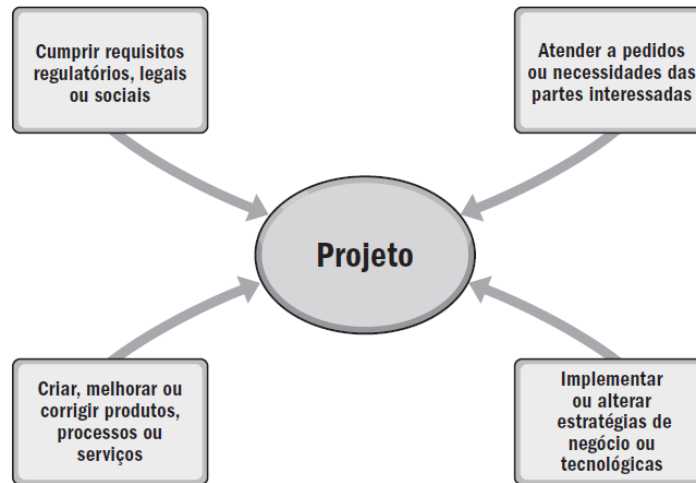 Cumprir requisitos
regulatórios, legais
ou sociais
Atender a pedidos
ou necessidades das
partes interessadas
Projeto
Criar, melhorar ou
corrigir produtos,
processos ou
serviços
Implementar
ou alterar
estratégias de
negócio ou
tecnológicas